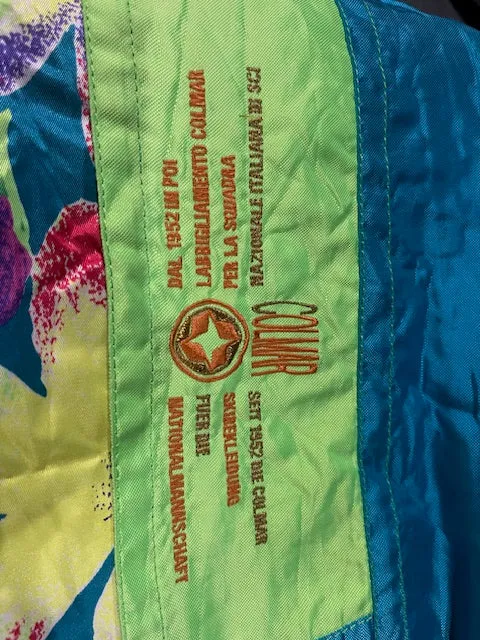 DAL 1952 IN POI
LABBIGLIAMENTO COLMAR
PER LA SQUADRA
NAZIONALE ITALIANA DI SCI
COLMAR
SEIT 1952 DIE COLMAR
SKIBEKLEIDUNG
FUER DIE
NATIONALMANNSCHAFT